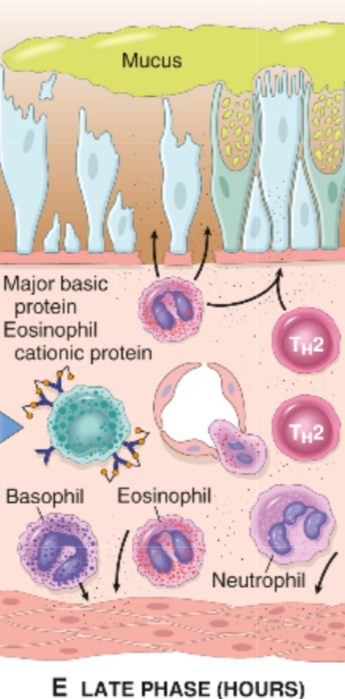 Mucus
Major basic
protein
Eosinophil
cationic protein
TH2
TH2
Basophil
Eosinophil
Neutrophil
E LATE PHASE (HOURS)